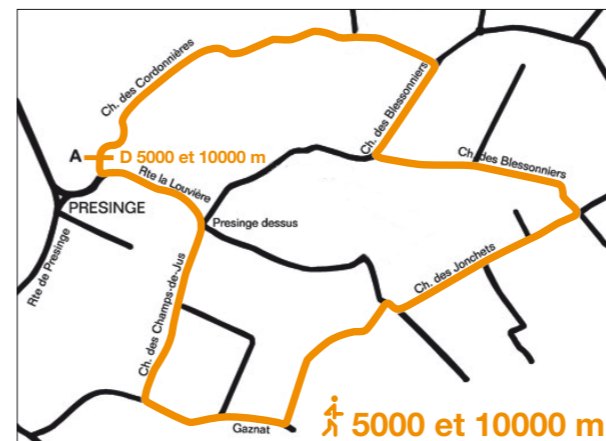 Ch. des Cordonnières
Ch. des Blessonniers
A
D 5000 et 10000 m
Rte la Louvière
Ch. des Blessonniers
PRESINGE
Presinge dessus
Rte de Presinge
Ch. des Champs-de-Jus
Ch. des Jonchets
Gaznat
5000 et 10000 m